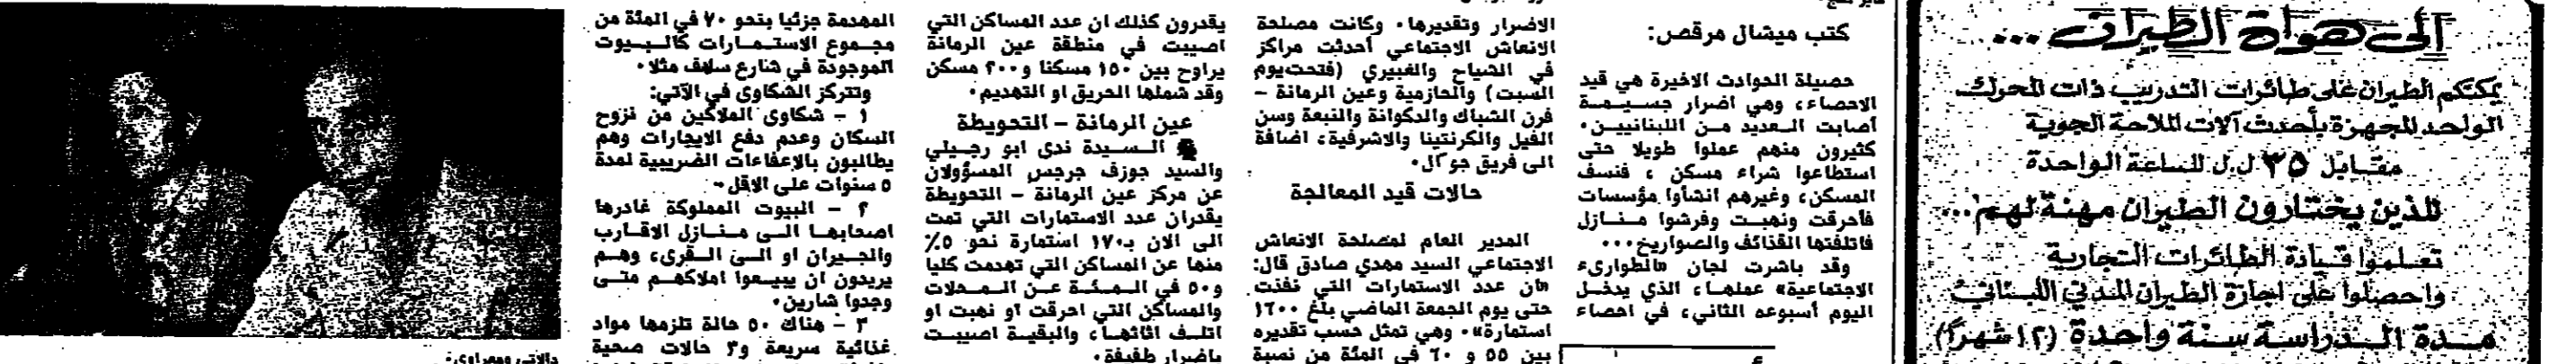 الى هواة الطيران ...
يمكنكم الطيران على طائرات التدريب ذات المحرك
الواحد المجهزة بأحدث آلات الملاحة الجوية
مقابل ٣٥ ل.ل للساعة الواحدة
للذين يختارون الطيران مهنة لهم...
تعلموا قيادة الطائرات التجارية
واحصلوا على اجازة الطيران المدني اللبناني
مدة الدراسة سنة واحدة (١٢ شهراً)
كتب ميشال مرقص:
حصيلة الحوادث الاخيرة هي قيد
الاحصاء، وهي اضرار جسيمة
أصابت العديد من اللبنانيين.
كثيرون منهم عملوا طويلا حتى
استطاعوا شراء مسكن ، فنسف
المسكن، وغيرهم انشأوا مؤسسات
فأحرقت ونهبت وفرشوا منازل
فاتلفتها القذائف والصواريخ...
وقد باشرت لجان «الطوارىء
الاجتماعية» عملها، الذي يدخل
اليوم أسبوعه الثاني، في احصاء
الاضرار وتقديرها. وكانت مصلحة
الانعاش الاجتماعي أحدثت مراكز
في الشياح والغبيري (فتحت يوم
السبت) والحازمية وعين الرمانة -
فرن الشباك والدكوانة والنبعة وسن
الفيل والكرنتينا والاشرفية، اضافة
الى فريق جوال.
حالات قيد المعالجة
المدير العام لمصلحة الانعاش
الاجتماعي السيد مهدي صادق قال:
«ان عدد الاستمارات التي نفذت
حتى يوم الجمعة الماضي بلغ ١٦٠٠
استمارة». وهي تمثل حسب تقديره
بين ٥٥ و ٦٠ في المئة من نسبة
يقدرون كذلك ان عدد المساكن التي
اصيبت في منطقة عين الرمانة
يراوح بين ١٥٠ مسكنا و٢٠٠ مسكن
وقد شملها الحريق او التهديم.
عين الرمانة - التحويطة
السيدة ندى ابو رجيلي
والسيد جوزف جرجس المسؤولان
عن مركز عين الرمانة - التحويطة
يقدران عدد الاستمارات التي تمت
الى الان بـ١٧٠ استمارة نحو ٥٪
منها عن المساكن التي تهدمت كليا
و٥٠ في المئة عن المحلات
والمساكن التي احرقت او نهبت او
اتلف اثاثها، والبقية اصيبت
باضرار طفيفة.
المهدمة جزئيا بنحو ٧٠ في المئة من
مجموع الاستمارات كالبيوت
الموجودة في شارع سلاف مثلا.
وتتركز الشكاوى في الآتي:
١ - شكاوى الملاكين من نزوح
السكان وعدم دفع الايجارات وهم
يطالبون بالإعفاءات الضريبية لمدة
٥ سنوات على الاقل.
٢ - البيوت المملوكة غادرها
اصحابها الى منازل الاقارب
والجيران او الى القرى، وهم
يريدون ان يبيعوا املاكهم متى
وجدوا شارين.
٣ - هناك ٥٠ حالة تلزمها مواد
غذائية سريعة و٣ حالات صحية